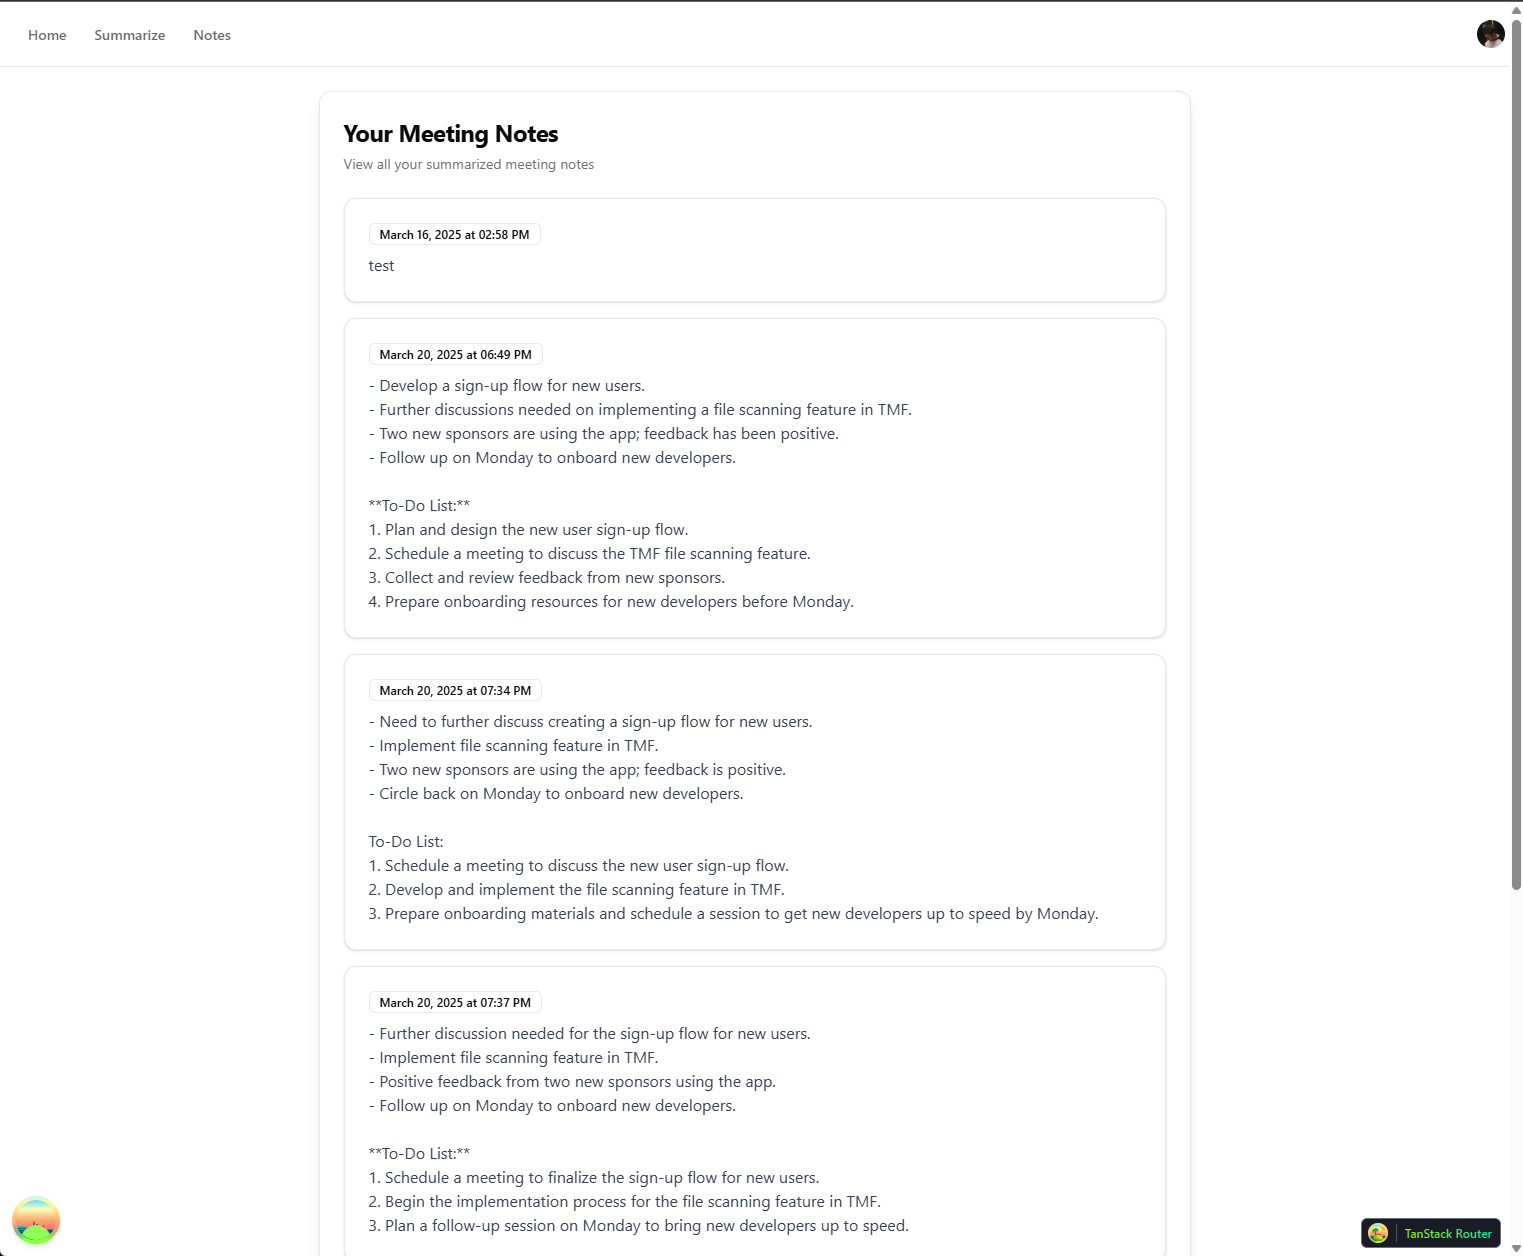 Home Summarize Notes
Your Meeting Notes
View all your summarized meeting notes
March 16, 2025 at 02:58 PM
test
March 20, 2025 at 06:49 PM
- Develop a sign-up flow for new users.
- Further discussions needed on implementing a file scanning feature in TMF.
- Two new sponsors are using the app; feedback has been positive.
- Follow up on Monday to onboard new developers.
**To-Do List:**
1. Plan and design the new user sign-up flow.
2. Schedule a meeting to discuss the TMF file scanning feature.
3. Collect and review feedback from new sponsors.
4. Prepare onboarding resources for new developers before Monday.
March 20, 2025 at 07:34 PM
- Need to further discuss creating a sign-up flow for new users.
- Implement file scanning feature in TMF.
- Two new sponsors are using the app; feedback is positive.
- Circle back on Monday to onboard new developers.
To-Do List:
1. Schedule a meeting to discuss the new user sign-up flow.
2. Develop and implement the file scanning feature in TMF.
3. Prepare onboarding materials and schedule a session to get new developers up to speed by Monday.
March 20, 2025 at 07:37 PM
- Further discussion needed for the sign-up flow for new users.
- Implement file scanning feature in TMF.
- Positive feedback from two new sponsors using the app.
- Follow up on Monday to onboard new developers.
**To-Do List:**
1. Schedule a meeting to finalize the sign-up flow for new users.
2. Begin the implementation process for the file scanning feature in TMF.
3. Plan a follow-up session on Monday to bring new developers up to speed.
TanStack Router